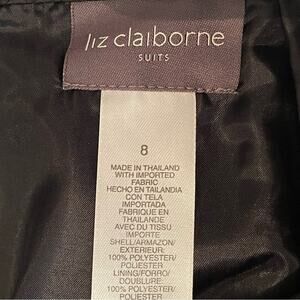 liz claiborne
SUITS
8
MADE IN THAILAND
WITH IMPORTED
FABRIC
HECHO EN TAILANDIA
CON TELA
IMPORTADA
FABRIQUE EN
THAILANDE
AVEC DU TISSU
IMPORTE
SHELL/ARMAZON/
EXTERIEUR:
100% POLYESTER/
POLIESTER
LINING/FORRO/
DOUBLURE:
100% POLYESTER/
POLIESTER